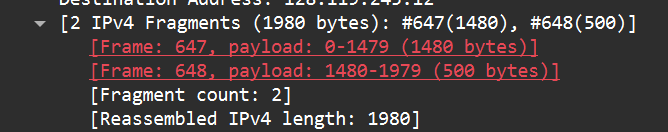 Destination Address: 128.119.245.12
[2 IPv4 Fragments (1980 bytes): #647(1480), #648(500)]
[Frame: 647, payload: 0-1479 (1480 bytes)]
[Frame: 648, payload: 1480-1979 (500 bytes)]
[Fragment count: 2]
[Reassembled IPv4 length: 1980]